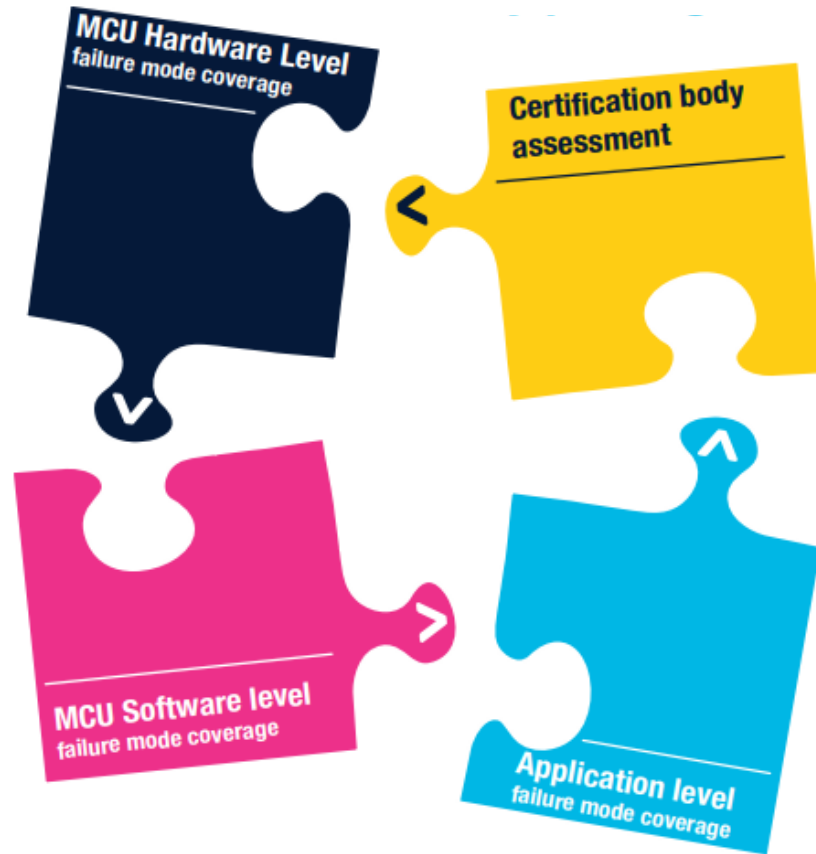 MCU Hardware Level
failure mode coverage
Certification body
assessment
MCU Software level
failure mode coverage
Application level
failure mode coverage